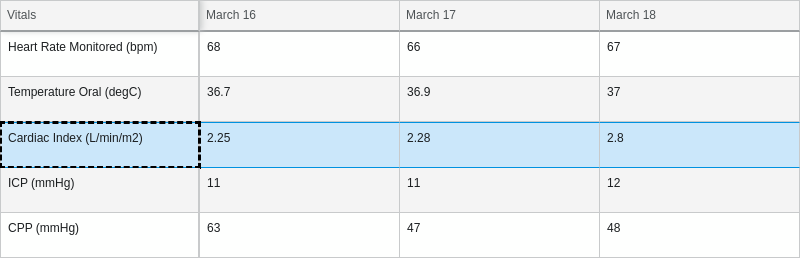 Vitals March 16 March 17 March 18
Heart Rate Monitored (bpm) 68 66 67
Temperature Oral (degC) 36.7 36.9 37
Cardiac Index (L/min/m2) 2.25 2.28 2.8
ICP (mmHg) 11 11 12
CPP (mmHg) 63 47 48